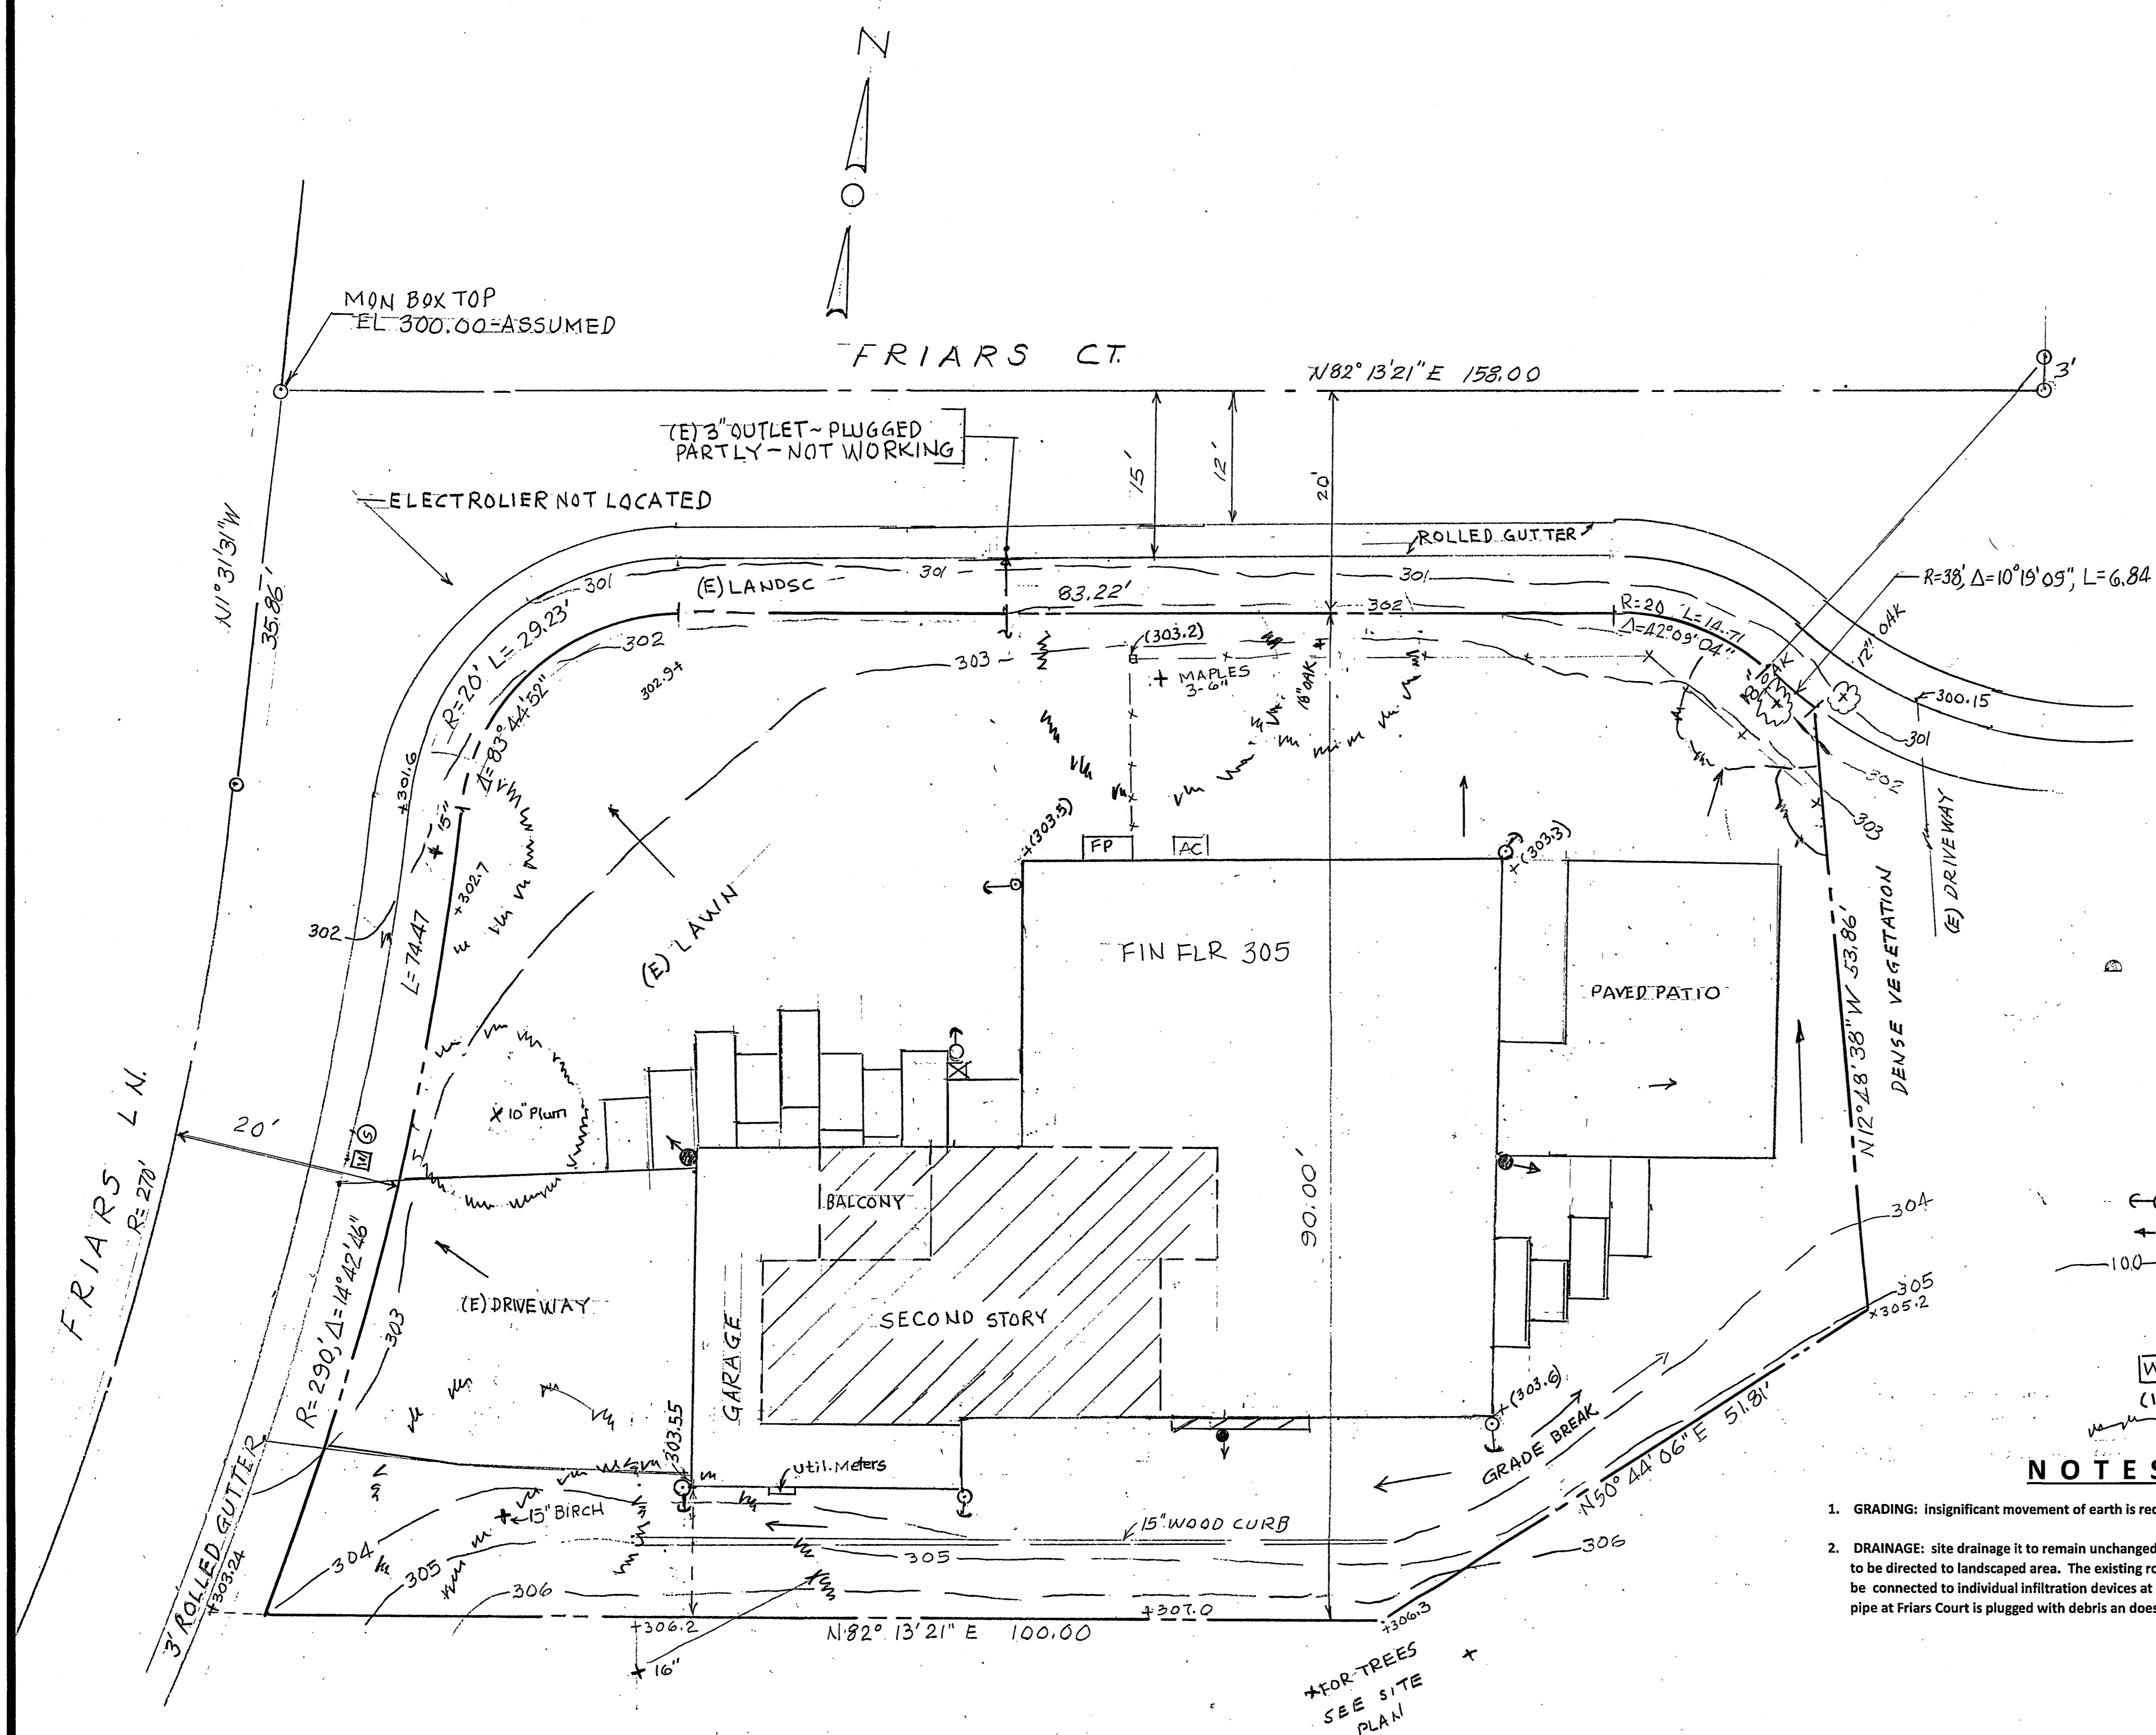 N
MON BOX TOP
EL 300.00-ASSUMED
FRIARS CT.
N82° 13'21" E 158.00
3'
(E) 3" OUTLET~PLUGGED
PARTLY-NOT WORKING
15'
12'
20'
ELECTROLIER NOT LOCATED
N1°31'31"W
35.86'
ROLLED GUTTER
301
(E) LANDSC
301
301
83.22'
302
R=20 L=14.71
Δ=42°09'04"
R=38', Δ=10°19'09", L=6.84
12" OAK
18" OAK
300.15
301
302
303
R=20' L=29.23'
Δ=83°44'52"
302
302.9+
303
(303.2)
+ MAPLES
3-6"
18" OAK
+301.6
15"
+302.7
302
L=74.47
(E) LAWN
+(303.5)
FP
AC
+(303.3)
(E) DRIVEWAY
DENSE VEGETATION
N12°48'38"W 53.86'
FIN FLR 305
PAVED PATIO
FRIARS LN.
R=270'
20'
W
S
10" Plum
BALCONY
90.00'
304
100
305
+305.2
R=290', Δ=14°42'46"
303
(E) DRIVEWAY
GARAGE
SECOND STORY
W
(1
+303.55
+(303.6)
GRADE BREAK
N50° 44'06"E 51.81'
util. Meters
15" BIRCH
15" WOOD CURB
304
305
305
306
306
3' ROLLED GUTTER
+303.24
+306.2
+307.0
+306.3
N82° 13'21" E 100.00
+ 16"
+FOR TREES
SEE SITE
PLAN
NOTES
1. GRADING: insignificant movement of earth is rec
2. DRAINAGE: site drainage it to remain unchanged
to be directed to landscaped area. The existing ro
be connected to individual infiltration devices at
pipe at Friars Court is plugged with debris an does